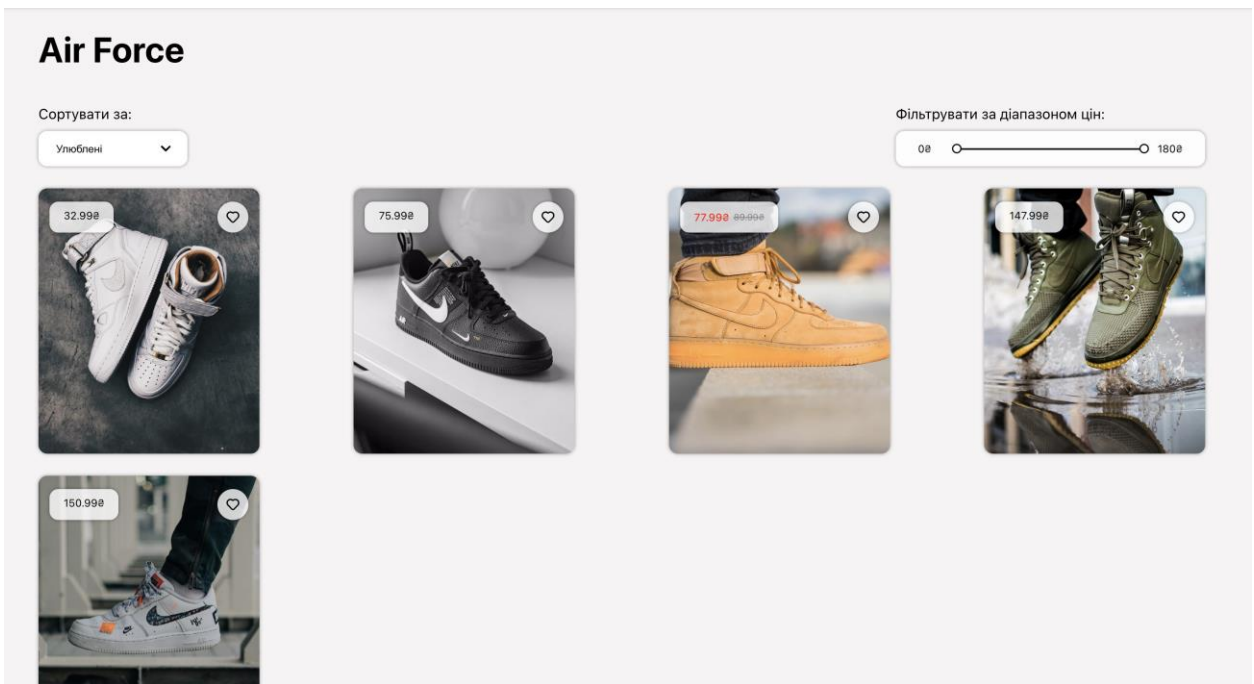 Air Force
Сортувати за:
Фільтрувати за діапазоном цін:
Улюблені
0₴ 180₴
32.99₴
75.99₴
77.99₴ 89.99₴
147.99₴
150.99₴